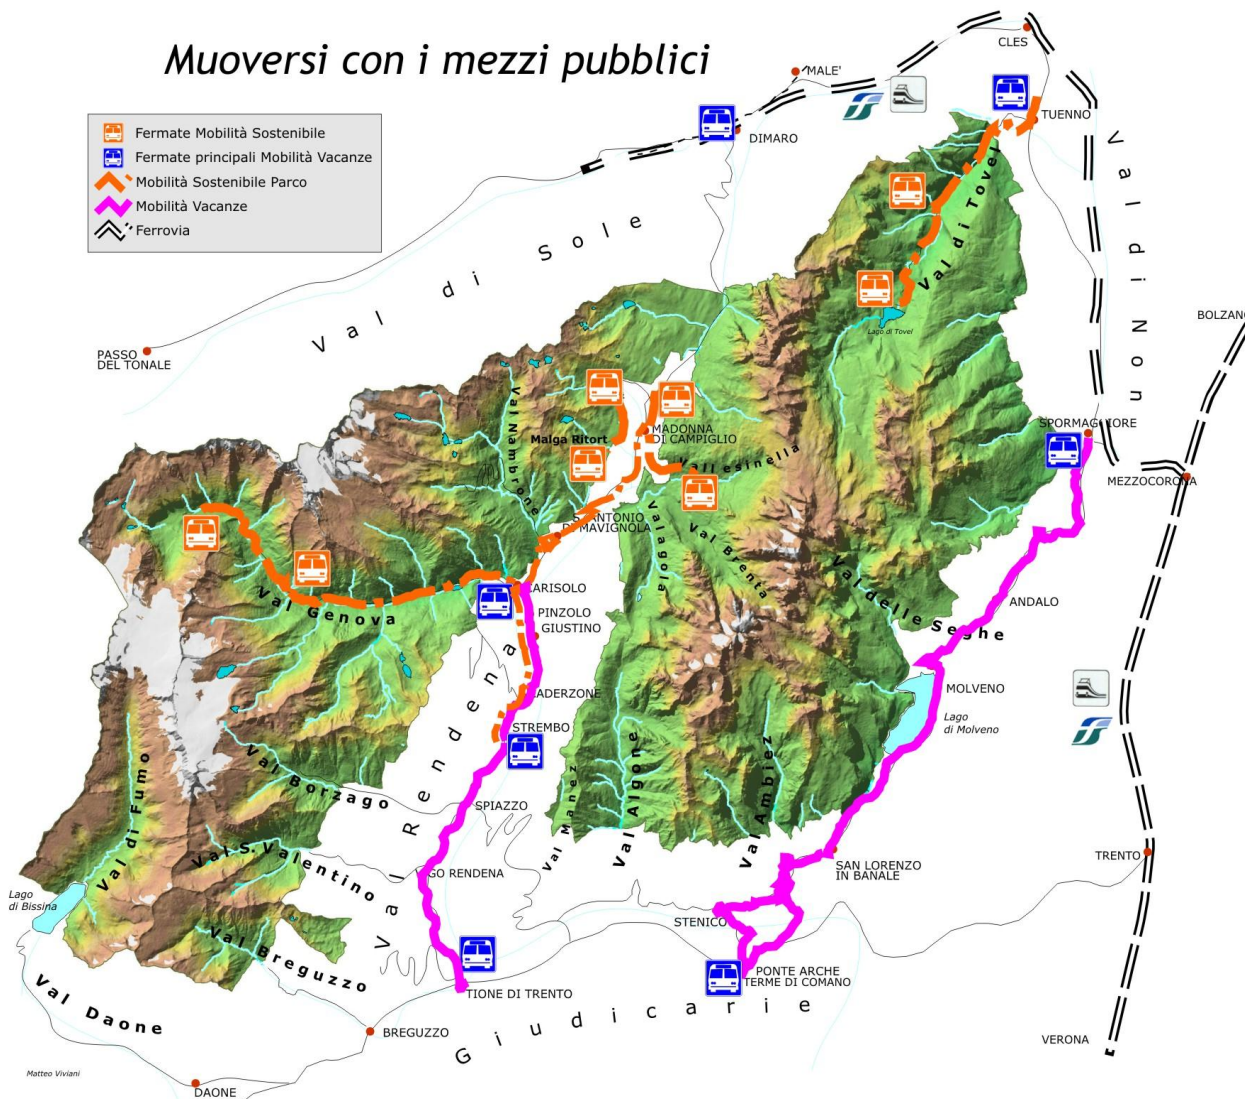 Muoversi con i mezzi pubblici
Fermate Mobilità Sostenibile
Fermate principali Mobilità Vacanze
Mobilità Sostenibile Parco
Mobilità Vacanze
Ferrovia
CLES
MALE'
TUENNO
DIMARO
Val di Sole
Val di Tovel
Val di Non
Lago di Tovel
BOLZANO
PASSO
DEL TONALE
Val Nambrone
Malga Ritort
MADONNA
DI CAMPIGLIO
Vallesinella
SPORMAGGIORE
MEZZOCORONA
S. ANTONIO
DI MAVIGNOLA
Vallagola
Val Brenta
Val delle Seghe
ANDALO
CARISOLO
Val Genova
PINZOLO
GIUSTINO
CADERZONE
MOLVENO
Lago
di Molveno
STREMBO
Val Rendena
Val di Fumo
Val Borzago
SPIAZZO
Val Manez
Val Algone
Val Ambiez
Val S. Valentino
VIGO RENDENA
SAN LORENZO
IN BANALE
TRENTO
Lago
di Bissina
STENICO
Val Breguzzo
PONTE ARCHE
TERME DI COMANO
TIONE DI TRENTO
Val Daone
BREGUZZO
Giudicarie
VERONA
Matteo Viviani
DAONE